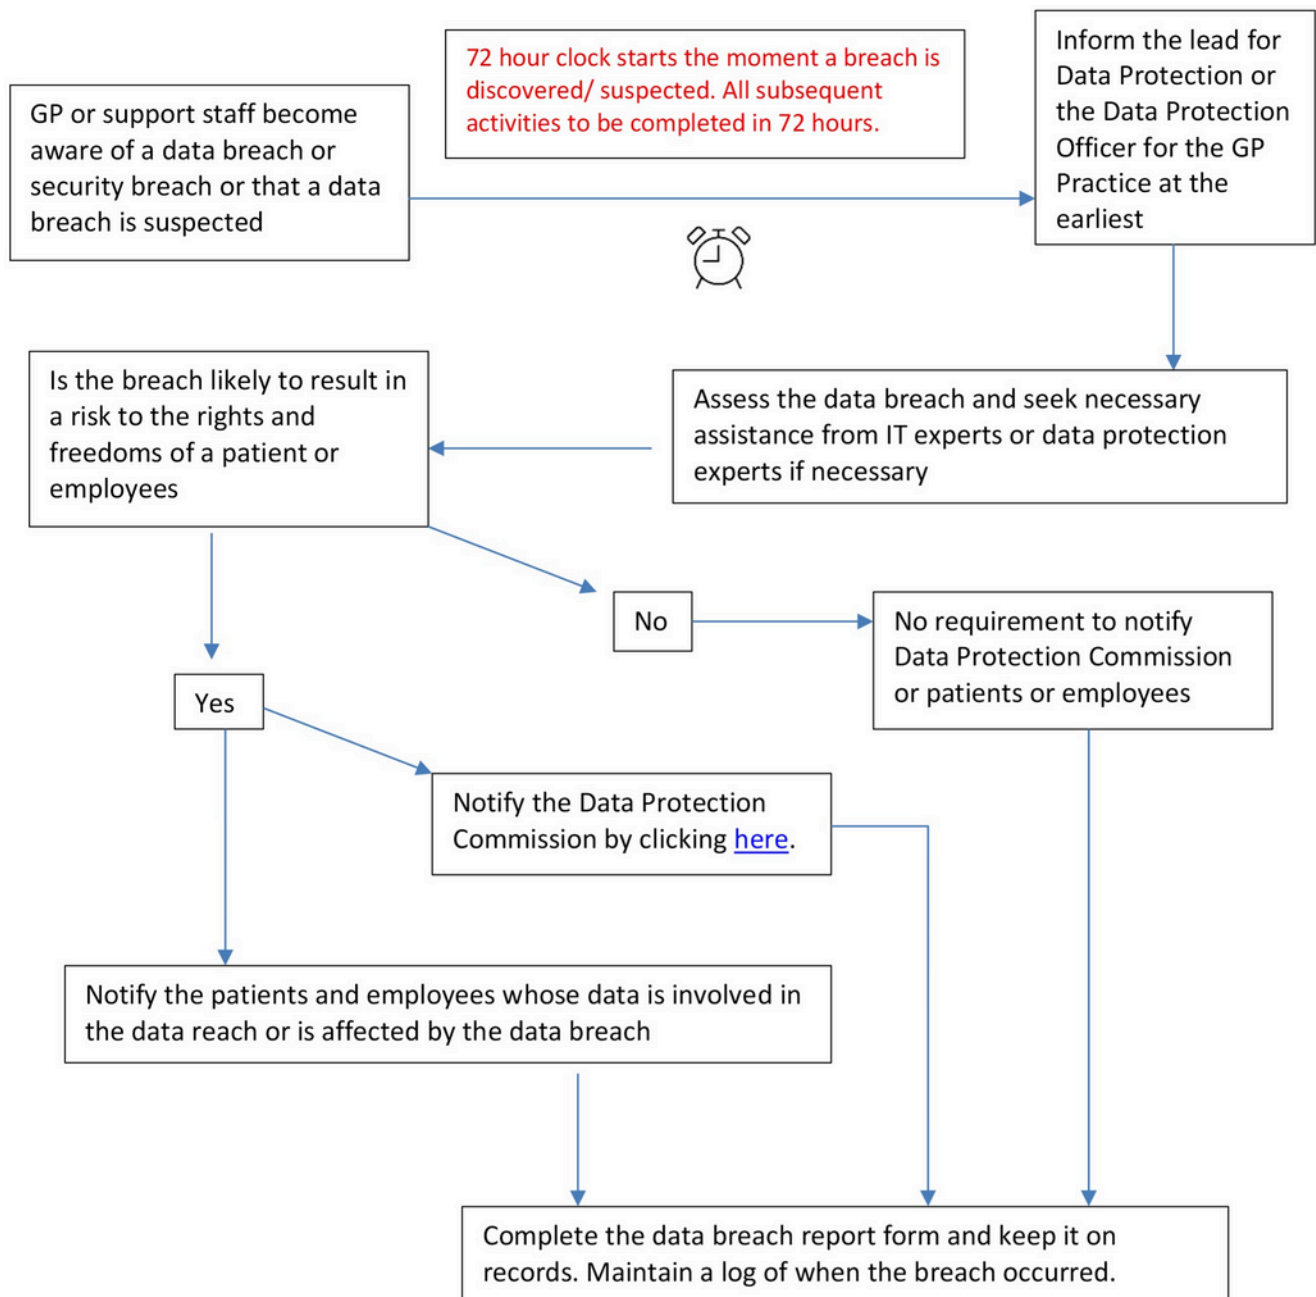 GP or support staff become
aware of a data breach or
security breach or that a data
breach is suspected
72 hour clock starts the moment a breach is
discovered/ suspected. All subsequent
activities to be completed in 72 hours.
Inform the lead for
Data Protection or
the Data Protection
Officer for the GP
Practice at the
earliest
Assess the data breach and seek necessary
assistance from IT experts or data protection
experts if necessary
Is the breach likely to result in
a risk to the rights and
freedoms of a patient or
employees
No
No requirement to notify
Data Protection Commission
or patients or employees
Yes
Notify the Data Protection
Commission by clicking here.
Notify the patients and employees whose data is involved in
the data reach or is affected by the data breach
Complete the data breach report form and keep it on
records. Maintain a log of when the breach occurred.